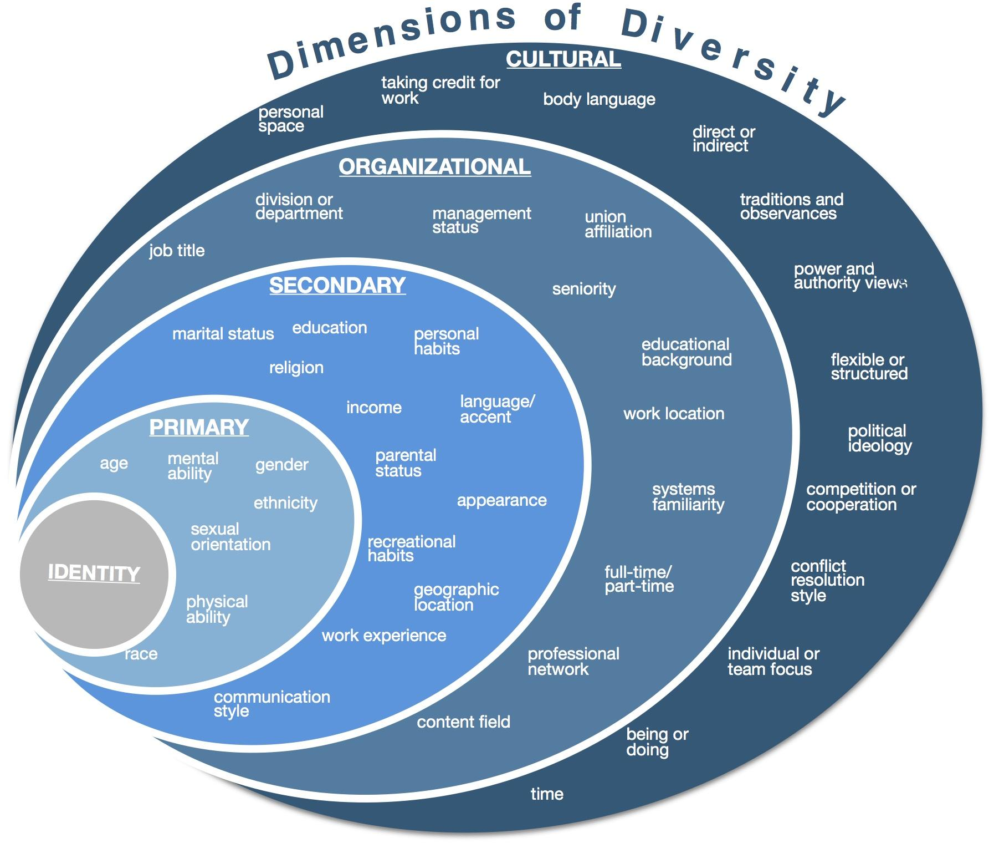 Dimensions of Diversity
CULTURAL
taking credit for
work
body language
personal
space
direct or
indirect
traditions and
observances
power and
authority views
flexible or
structured
political
ideology
competition or
cooperation
conflict
resolution
style
individual or
team focus
being or
doing
time
ORGANIZATIONAL
division or
department
management
status
union
affiliation
job title
seniority
educational
background
work location
systems
familiarity
full-time/
part-time
professional
network
content field
SECONDARY
marital status
education
personal
habits
religion
income
language/
accent
parental
status
appearance
recreational
habits
geographic
location
work experience
communication
style
PRIMARY
age
mental
ability
gender
ethnicity
sexual
orientation
physical
ability
race
IDENTITY